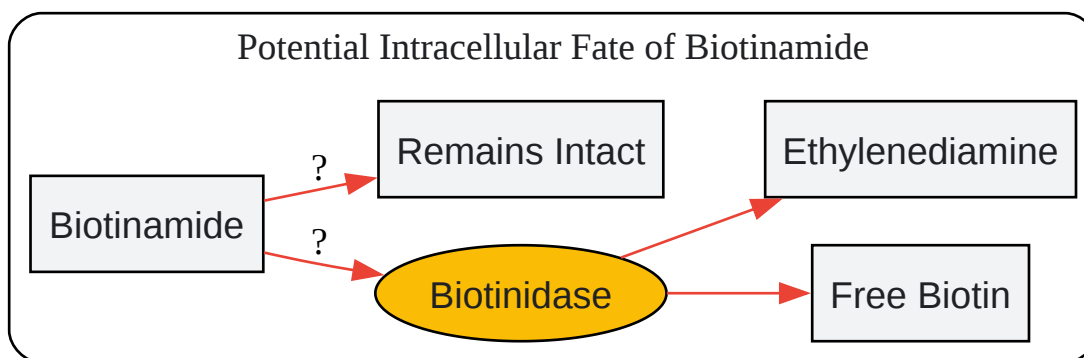 Potential Intracellular Fate of Biotinamide
Remains Intact
Ethylenediamine
?
Biotinamide
?
Biotinidase
Free Biotin